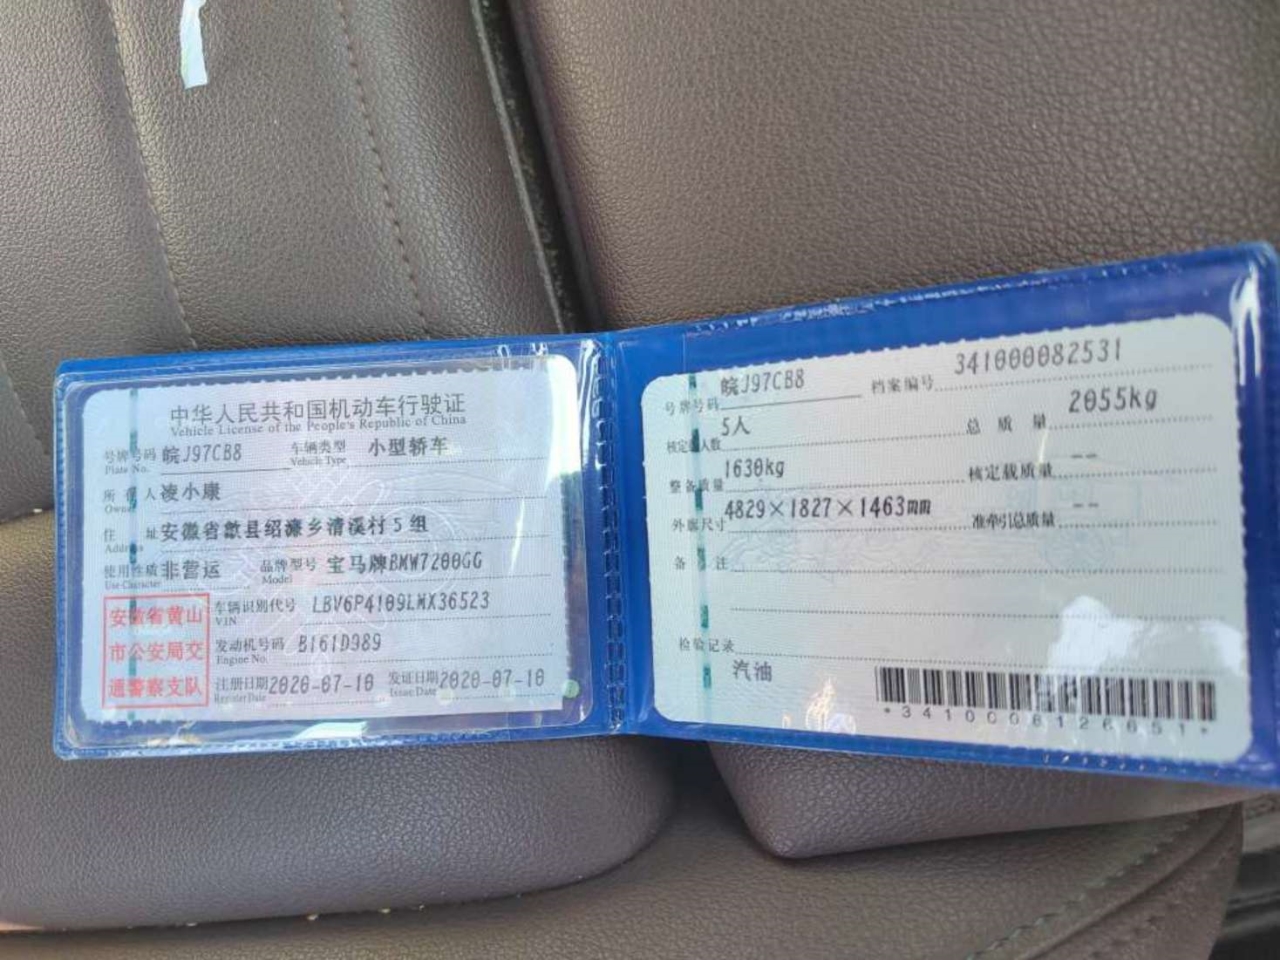 中华人民共和国机动车行驶证
Vehicle License of the People's Republic of China
号牌号码 皖J97CB8 车辆类型 小型轿车
Plate No. Vehicle Type
所有人 凌小康
Owner
住址 安徽省歙县绍濂乡清溪村5组
Address
使用性质 非营运 品牌型号 宝马牌BMW7200GG
Use Character Model
车辆识别代号 LBV6P4109LMX36523
VIN
发动机号码 B161D989
Engine No.
注册日期 2020-07-10 发证日期 2020-07-10
Register Date Issue Date
安徽省黄山
市公安局交
通警察支队
号牌号码 皖J97CB8 档案编号 341000082531
核定载人数 5人 总质量 2055kg
整备质量 1630kg 核定载质量 --
外廓尺寸 4829×1827×1463mm 准牵引总质量 --
备注
检验记录
汽油